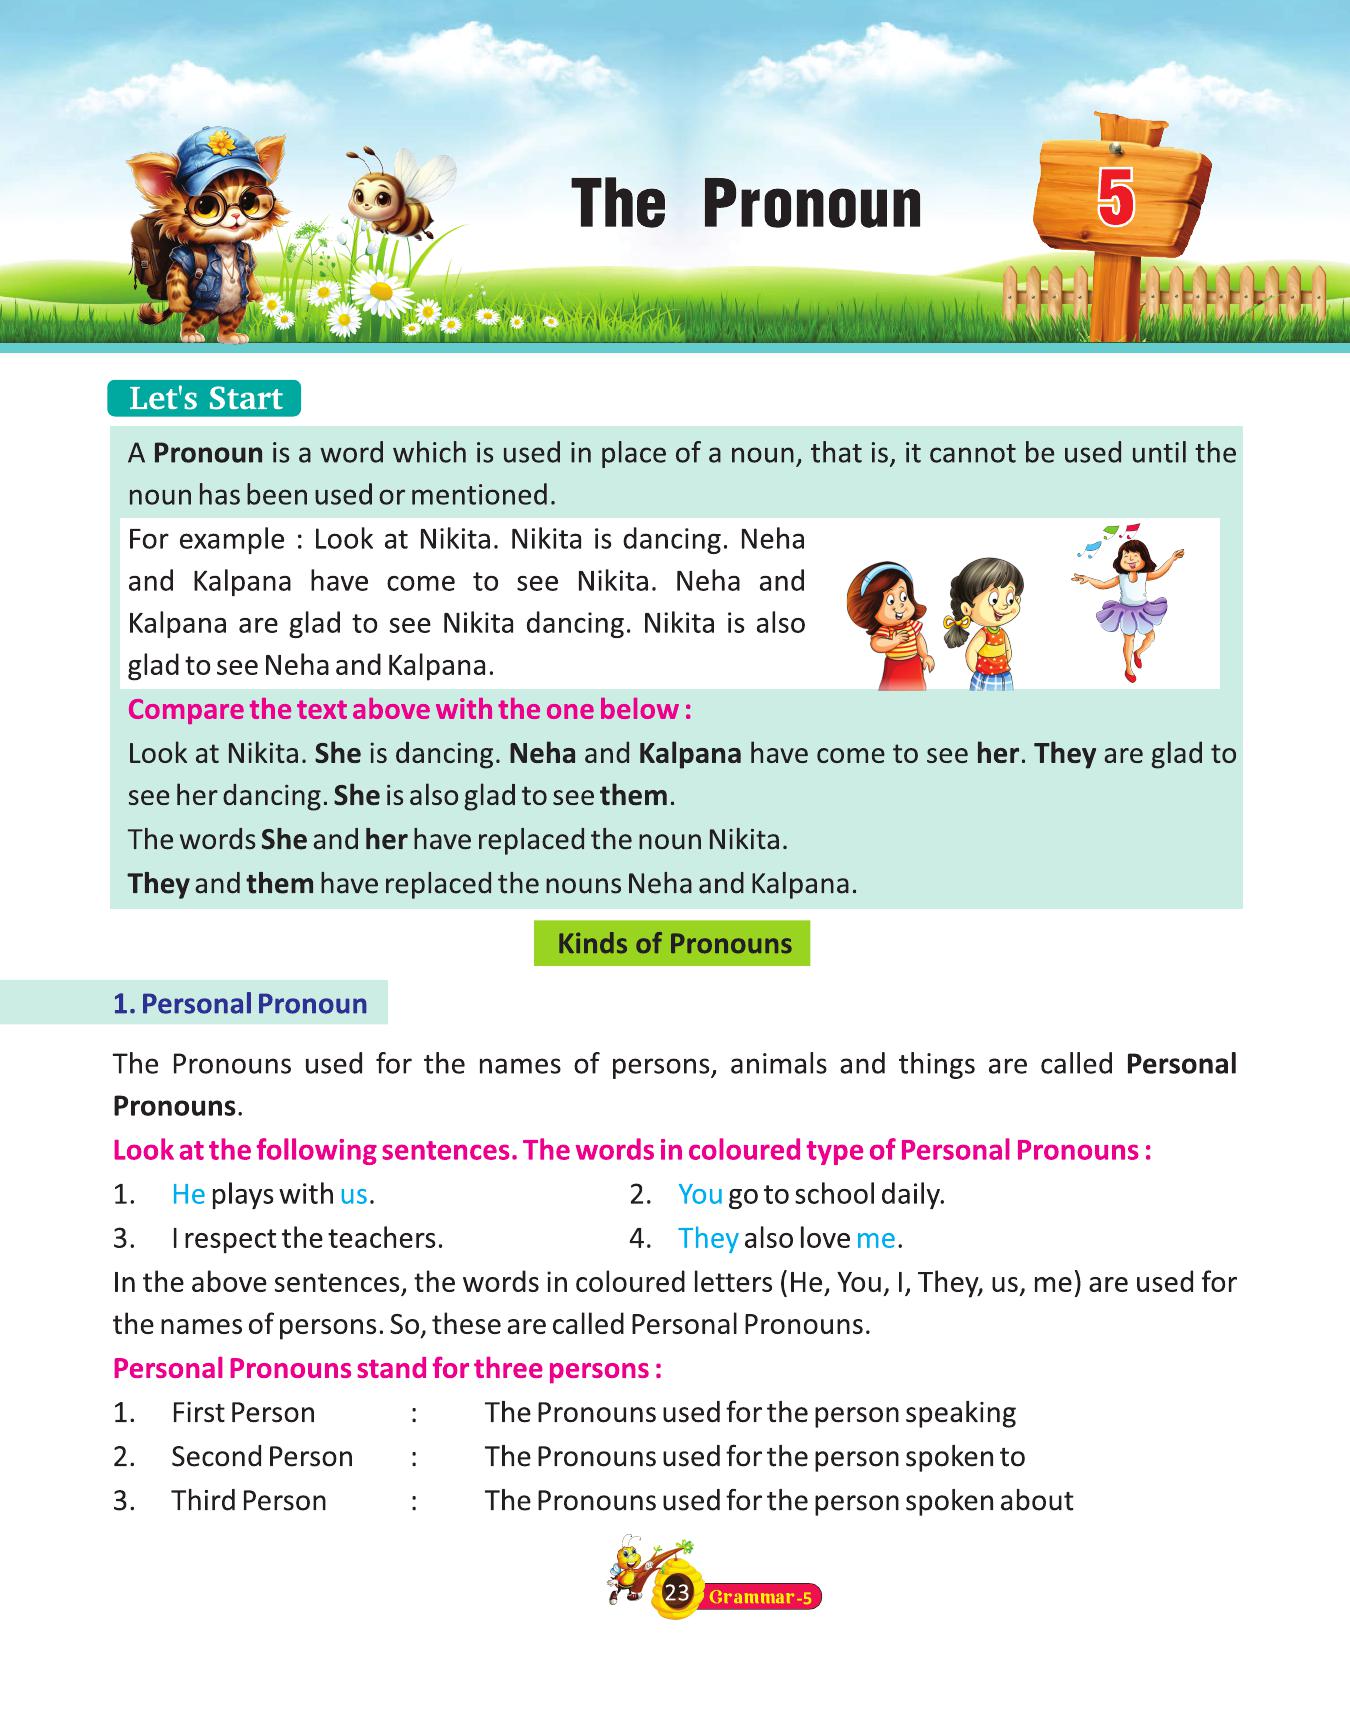 The Pronoun
5
Let's Start
A Pronoun is a word which is used in place of a noun, that is, it cannot be used until the
noun has been used or mentioned.
For example : Look at Nikita. Nikita is dancing. Neha
and Kalpana have come to see Nikita. Neha and
Kalpana are glad to see Nikita dancing. Nikita is also
glad to see Neha and Kalpana.
Compare the text above with the one below :
Look at Nikita. She is dancing. Neha and Kalpana have come to see her. They are glad to
see her dancing. She is also glad to see them.
The words She and her have replaced the noun Nikita.
They and them have replaced the nouns Neha and Kalpana.
Kinds of Pronouns
1. Personal Pronoun
The Pronouns used for the names of persons, animals and things are called Personal
Pronouns.
Look at the following sentences. The words in coloured type of Personal Pronouns :
1. He plays with us. 2. You go to school daily.
3. I respect the teachers. 4. They also love me.
In the above sentences, the words in coloured letters (He, You, I, They, us, me) are used for
the names of persons. So, these are called Personal Pronouns.
Personal Pronouns stand for three persons :
1. First Person : The Pronouns used for the person speaking
2. Second Person : The Pronouns used for the person spoken to
3. Third Person : The Pronouns used for the person spoken about
23 Grammar-5